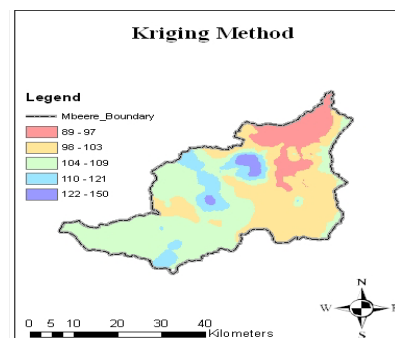 Kriging Method
Legend
Mbeere_Boundary
89 - 97
98 - 103
104 - 109
110 - 121
122 - 150
N
W E
S
0 5 10 20 30 40
Kilometers